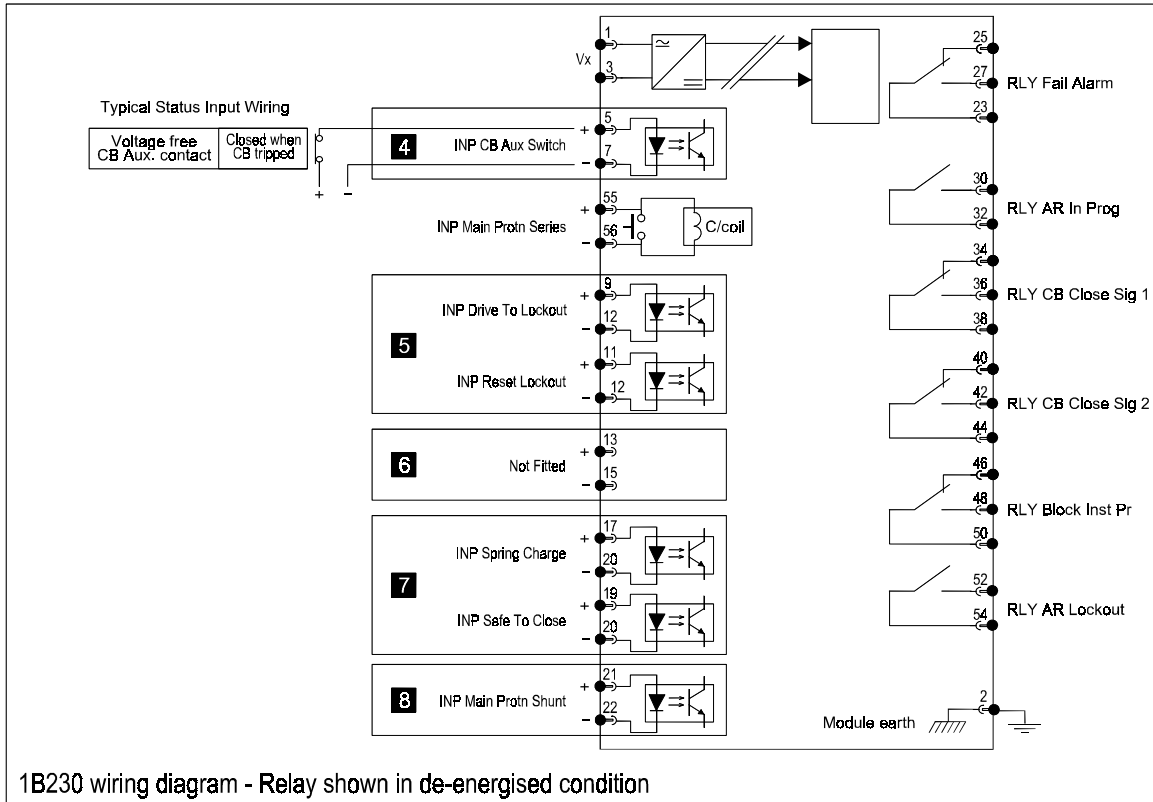 1
Vx
3
25
27
RLY Fail Alarm
23
Typical Status Input Wiring
Voltage free
CB Aux. contact
Closed when
CB tripped
+ −
4
INP CB Aux Switch
+ 5
− 7
INP Main Protn Series
+ 55
− 56
C/coil
30
RLY AR In Prog
32
34
36
RLY CB Close Sig 1
38
5
INP Drive To Lockout
+ 9
− 12
INP Reset Lockout
+ 11
− 12
40
42
RLY CB Close Sig 2
44
6
Not Fitted
+ 13
− 15
46
48
RLY Block Inst Pr
50
7
INP Spring Charge
+ 17
− 20
INP Safe To Close
+ 19
− 20
52
RLY AR Lockout
54
8
INP Main Protn Shunt
+ 21
− 22
2
Module earth
1B230 wiring diagram - Relay shown in de-energised condition